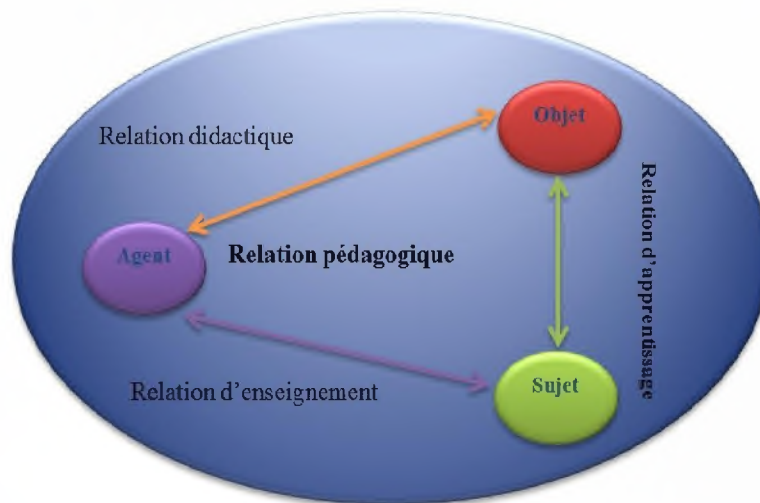 Objet
Relation didactique
Agent
Relation pédagogique
Relation d'apprentissage
Relation d'enseignement
Sujet